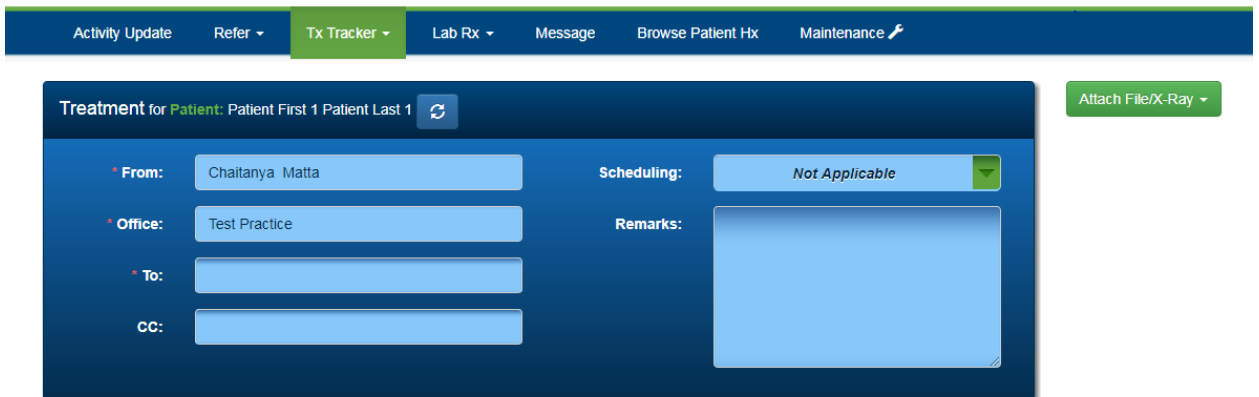 Activity Update Refer Tx Tracker Lab Rx Message Browse Patient Hx Maintenance
Treatment for Patient: Patient First 1 Patient Last 1
Attach File/X-Ray
* From: Chaitanya Matta
Scheduling: Not Applicable
* Office: Test Practice
Remarks:
* To:
CC: